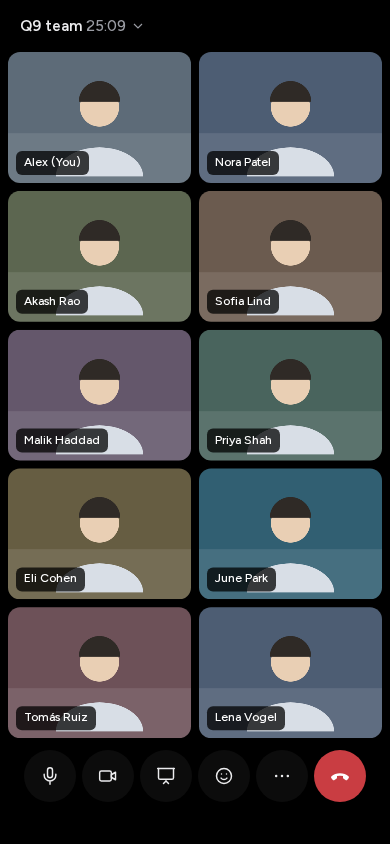 Q9 team 25:09
Alex (You)
Nora Patel
Akash Rao
Sofia Lind
Malik Haddad
Priya Shah
Eli Cohen
June Park
Tomás Ruiz
Lena Vogel